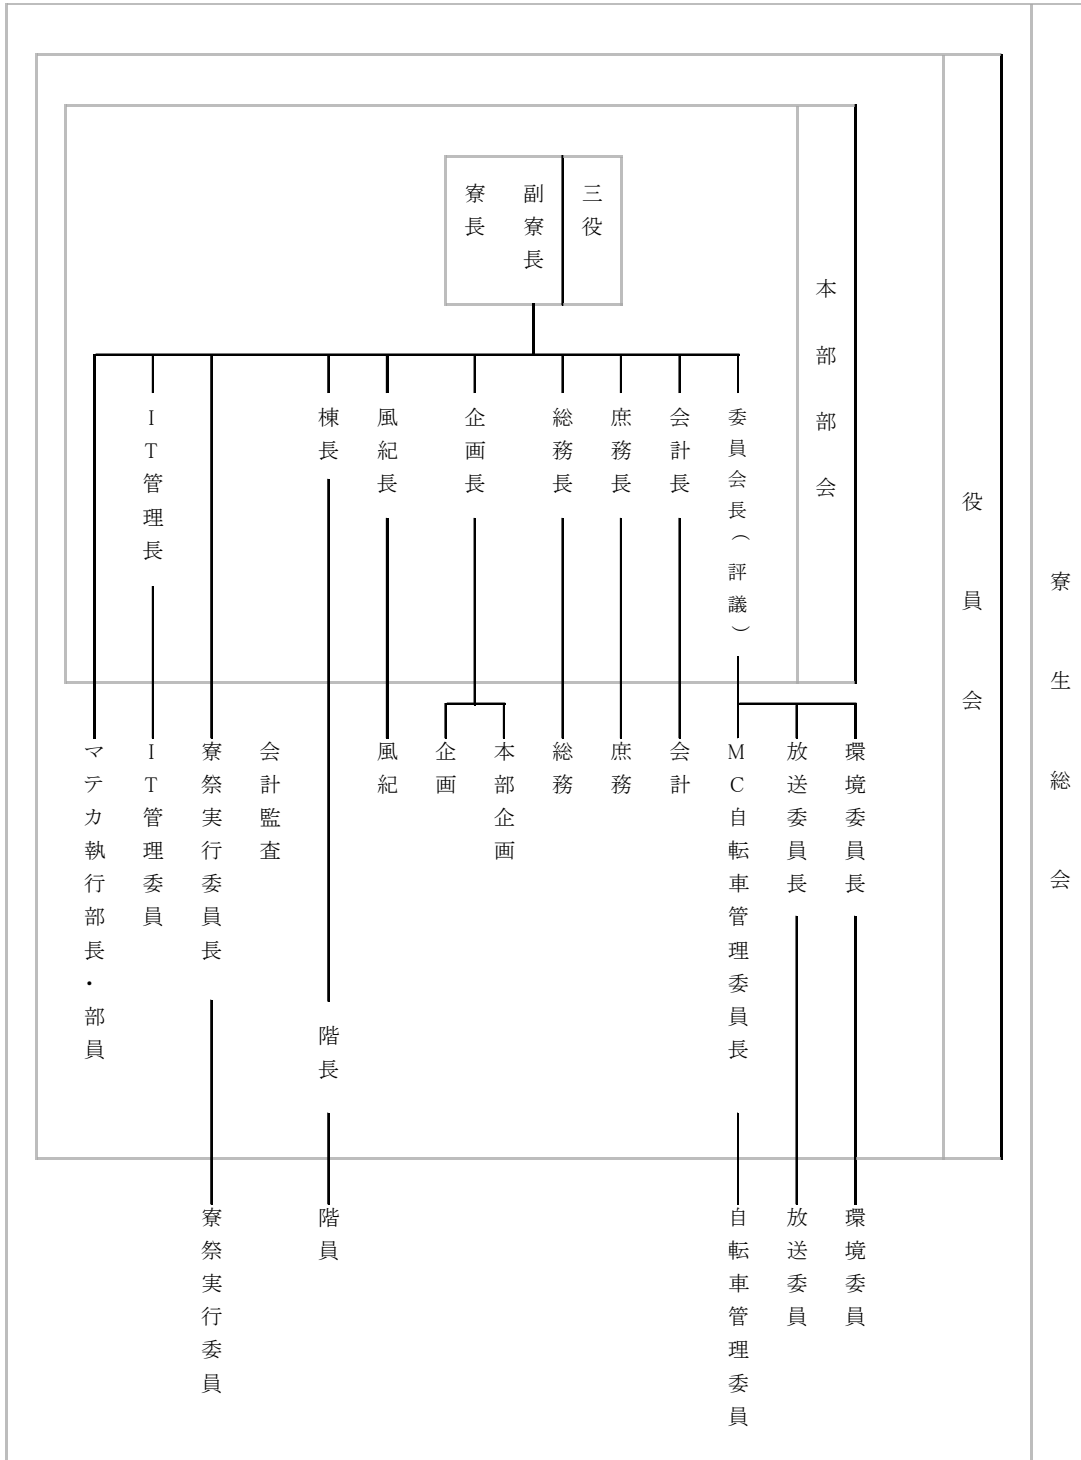 寮生総会
役員会
本部部会
三役
副寮長
寮長
委員会長（評議）
会計長
庶務長
総務長
企画長
風紀長
棟長
IT管理長
環境委員長
放送委員長
MC自転車管理委員長
会計
庶務
総務
本部企画
企画
風紀
会計監査
寮祭実行委員長
IT管理委員
マテカ執行部長・部員
階長
環境委員
放送委員
自転車管理委員
階員
寮祭実行委員